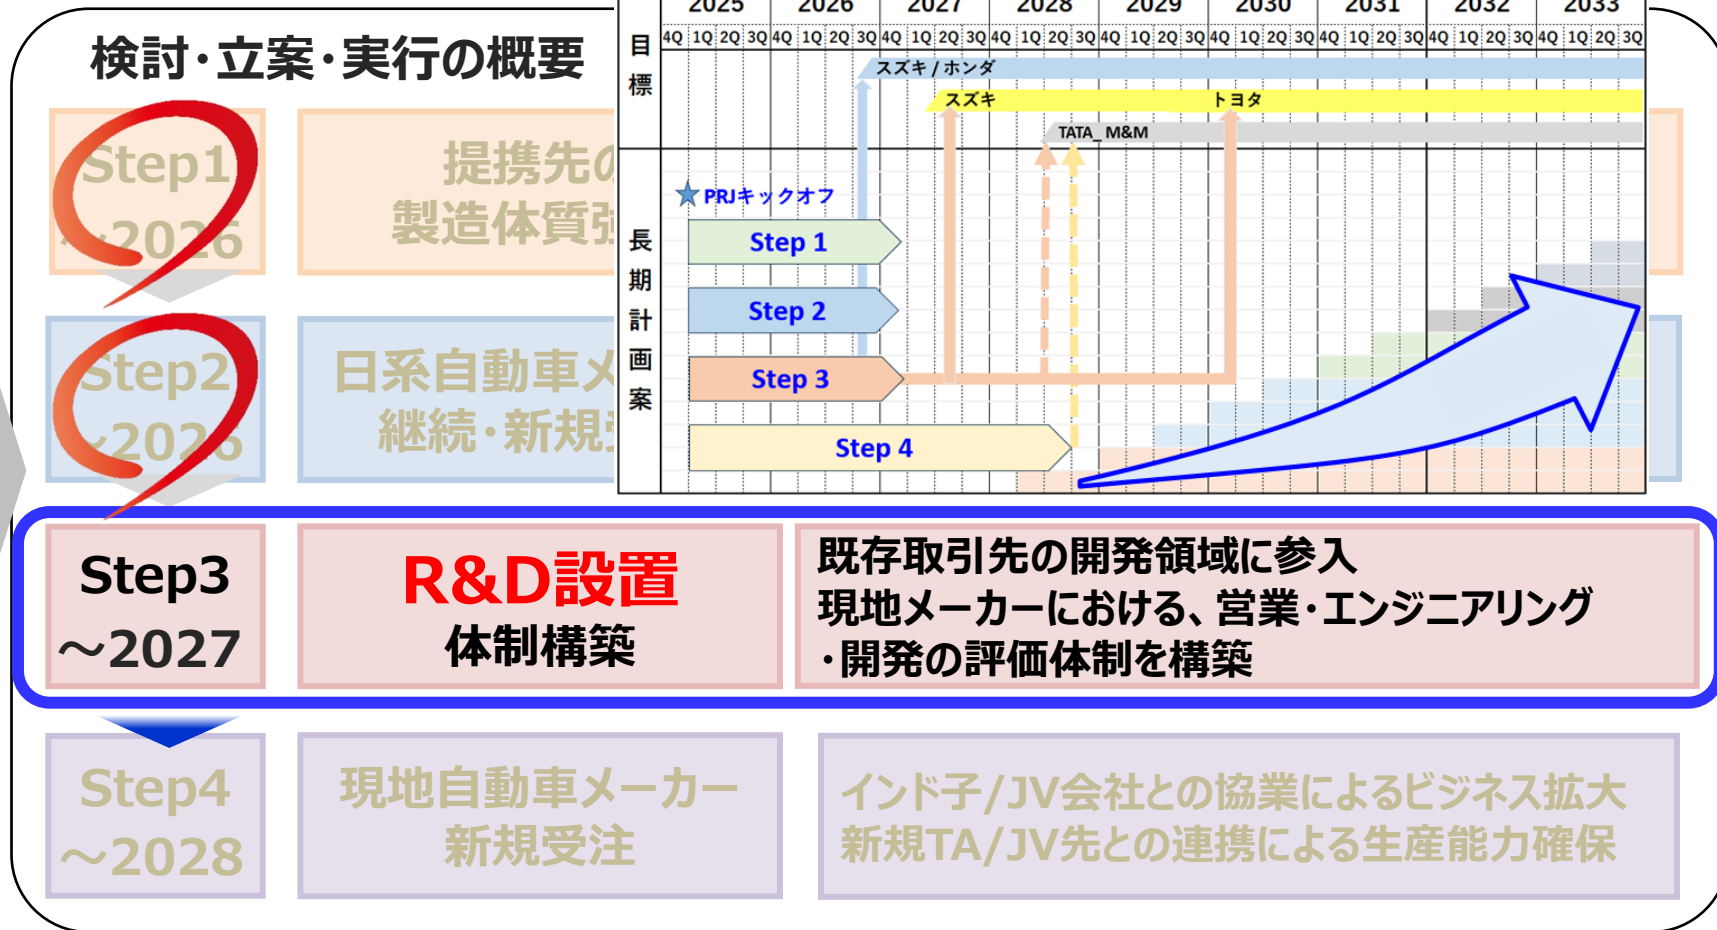 検討･立案･実行の概要
Step1
～2026
提携先の
製造体質強
Step2
～2026
日系自動車メ
継続･新規受
2025 2026 2027 2028 2029 2030 2031 2032 2033
4Q 1Q 2Q 3Q 4Q 1Q 2Q 3Q 4Q 1Q 2Q 3Q 4Q 1Q 2Q 3Q 4Q 1Q 2Q 3Q 4Q 1Q 2Q 3Q 4Q 1Q 2Q 3Q 4Q 1Q 2Q 3Q 4Q 1Q 2Q 3Q
目標
スズキ / ホンダ
スズキ
トヨタ
TATA_ M&M
長期計画案
PRJキックオフ
Step 1
Step 2
Step 3
Step 4
Step3
～2027
R&D設置
体制構築
既存取引先の開発領域に参入
現地メーカーにおける、営業･エンジニアリング
･開発の評価体制を構築
Step4
～2028
現地自動車メーカー
新規受注
インド子/JV会社との協業によるビジネス拡大
新規TA/JV先との連携による生産能力確保